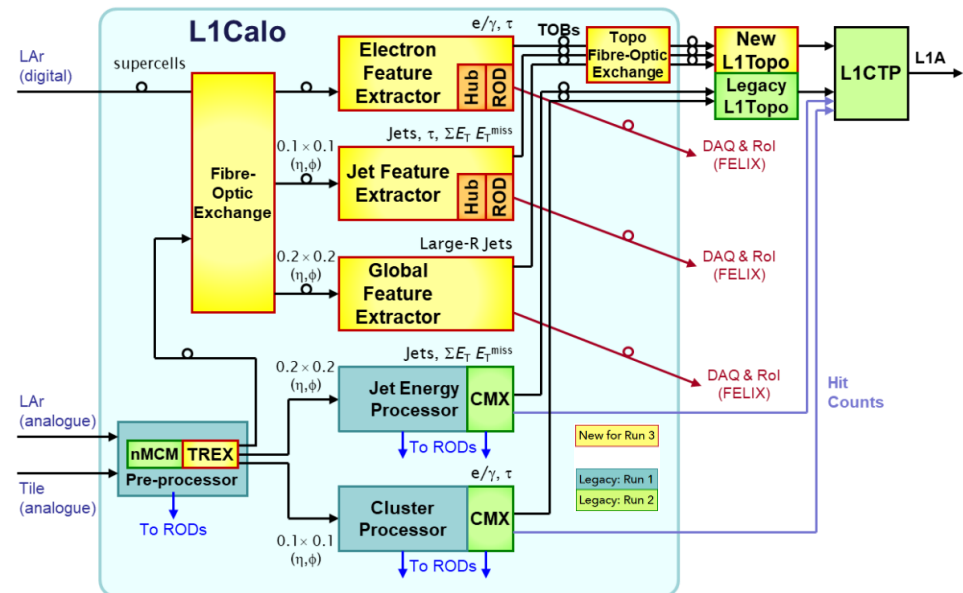 L1Calo
LAr
(digital)
supercells
Fibre-
Optic
Exchange
0.1 × 0.1
(η,ϕ)
0.2 × 0.2
(η,ϕ)
e/γ, τ
Electron
Feature
Extractor
Hub
ROD
Jets, τ, ΣE_T E_T^miss
Jet Feature
Extractor
Hub
ROD
Large-R Jets
Global
Feature
Extractor
TOBs
Topo
Fibre-Optic
Exchange
New
L1Topo
Legacy
L1Topo
L1CTP
L1A
DAQ & RoI
(FELIX)
DAQ & RoI
(FELIX)
DAQ & RoI
(FELIX)
Hit
Counts
LAr
(analogue)
Tile
(analogue)
nMCM
TREX
Pre-processor
To RODs
0.2 × 0.2
(η,ϕ)
Jets, ΣE_T E_T^miss
Jet Energy
Processor
CMX
To RODs
0.1 × 0.1
(η,ϕ)
e/γ, τ
Cluster
Processor
CMX
To RODs
New for Run 3
Legacy: Run 1
Legacy: Run 2